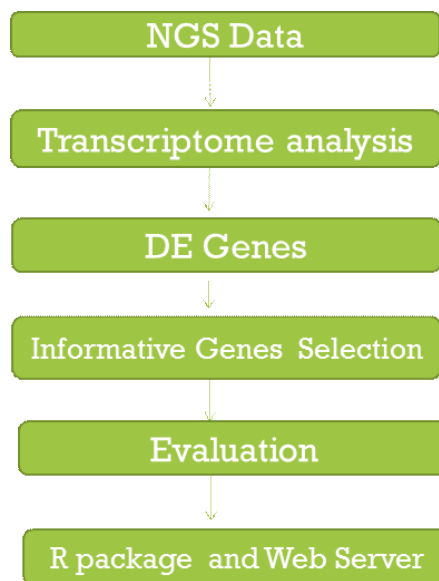 NGS Data
Transcriptome analysis
DE Genes
Informative Genes Selection
Evaluation
R package and Web Server